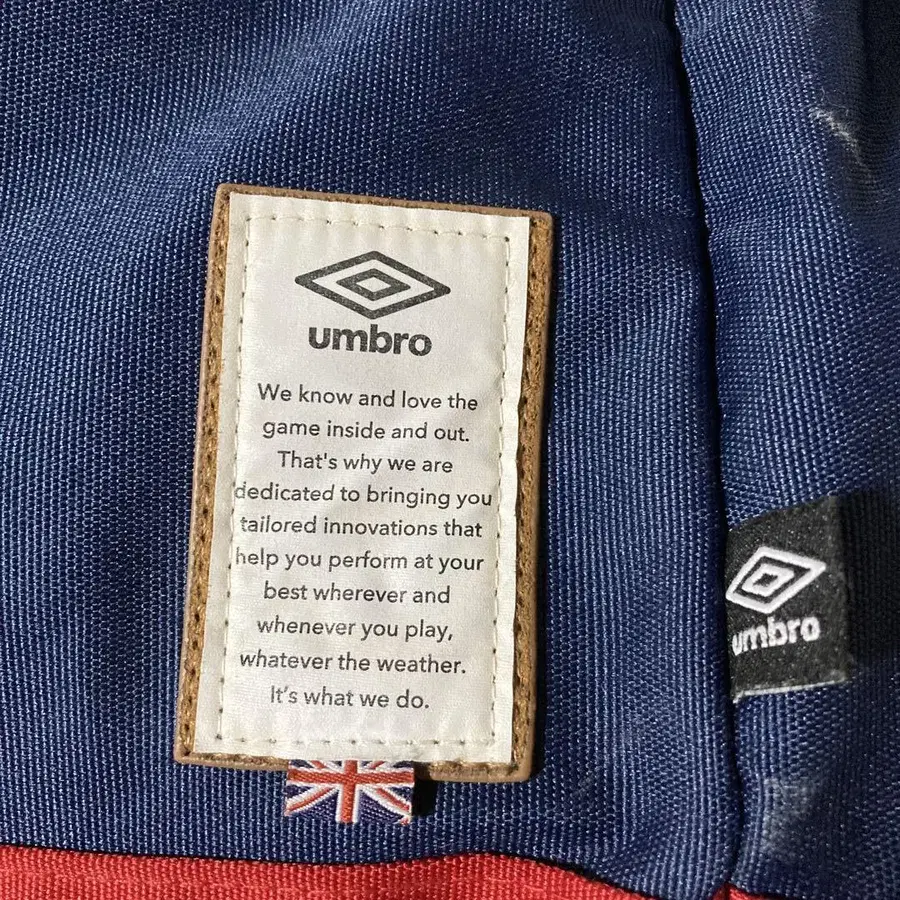 umbro
We know and love the
game inside and out.
That's why we are
dedicated to bringing you
tailored innovations that
help you perform at your
best wherever and
whenever you play,
whatever the weather.
It's what we do.
umbro